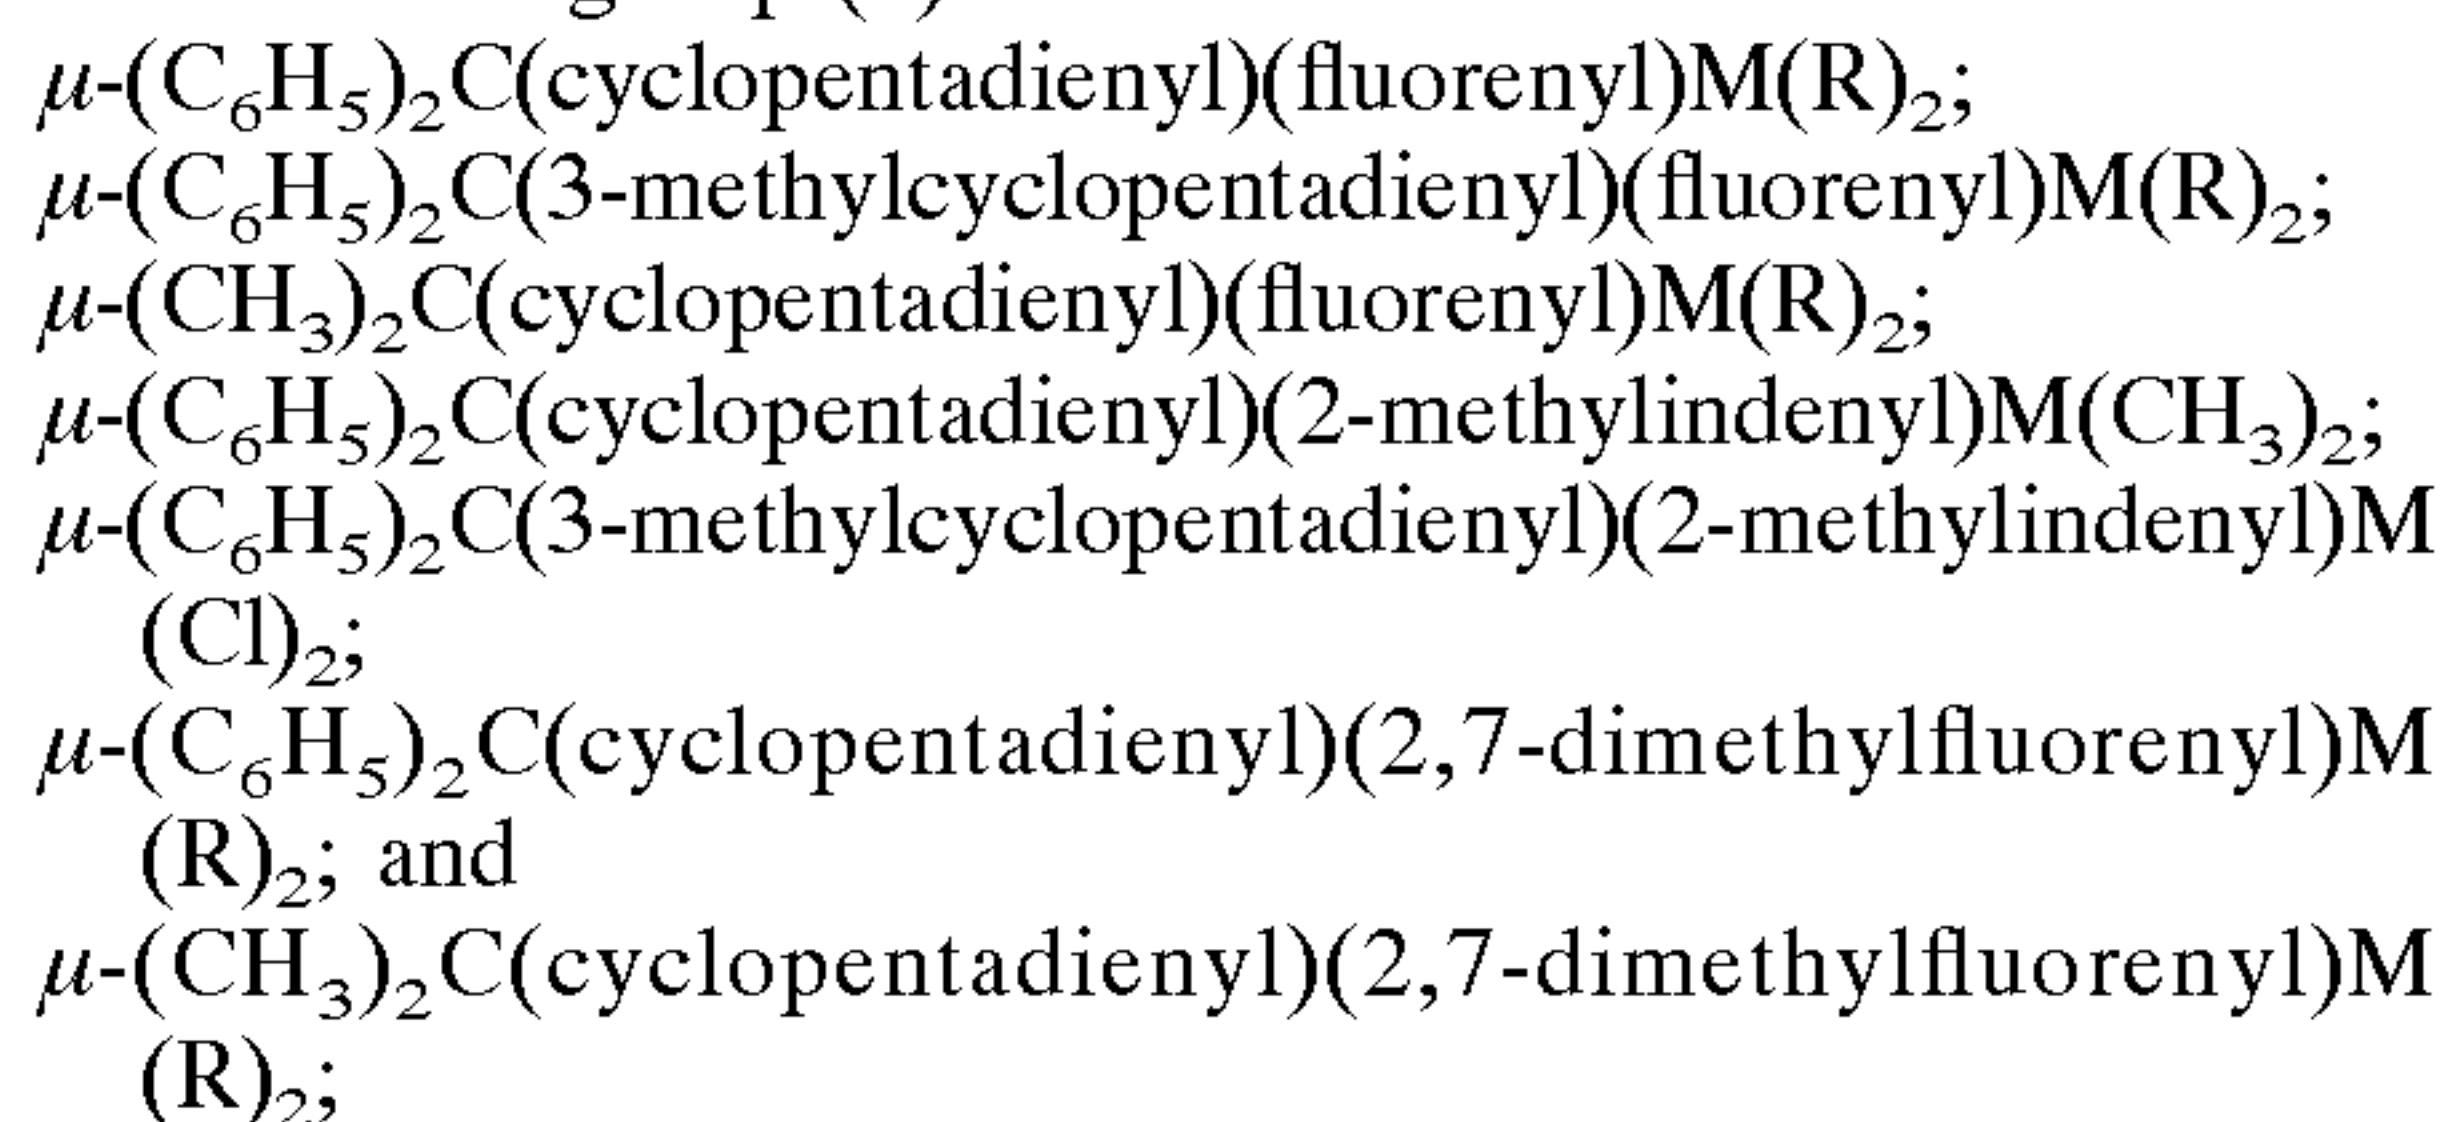 μ-(C₆H₅)₂C(cyclopentadienyl)(fluorenyl)M(R)₂;
μ-(C₆H₅)₂C(3-methylcyclopentadienyl)(fluorenyl)M(R)₂;
μ-(CH₃)₂C(cyclopentadienyl)(fluorenyl)M(R)₂;
μ-(C₆H₅)₂C(cyclopentadienyl)(2-methylindenyl)M(CH₃)₂;
μ-(C₆H₅)₂C(3-methylcyclopentadienyl)(2-methylindenyl)M
(Cl)₂;
μ-(C₆H₅)₂C(cyclopentadienyl)(2,7-dimethylfluorenyl)M
(R)₂; and
μ-(CH₃)₂C(cyclopentadienyl)(2,7-dimethylfluorenyl)M
(R)₂;